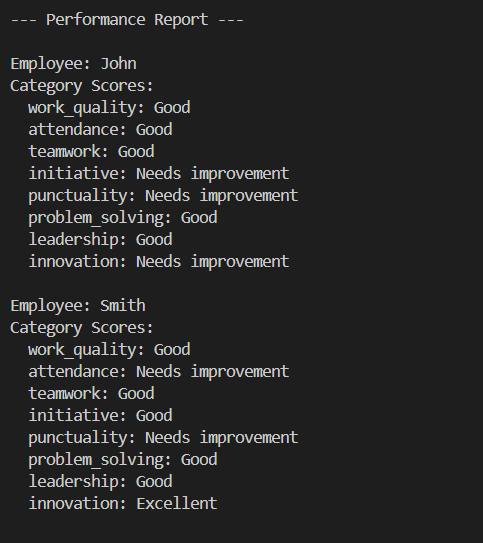 --- Performance Report ---
Employee: John
Category Scores:
work_quality: Good
attendance: Good
teamwork: Good
initiative: Needs improvement
punctuality: Needs improvement
problem_solving: Good
leadership: Good
innovation: Needs improvement
Employee: Smith
Category Scores:
work_quality: Good
attendance: Needs improvement
teamwork: Good
initiative: Good
punctuality: Needs improvement
problem_solving: Good
leadership: Good
innovation: Excellent